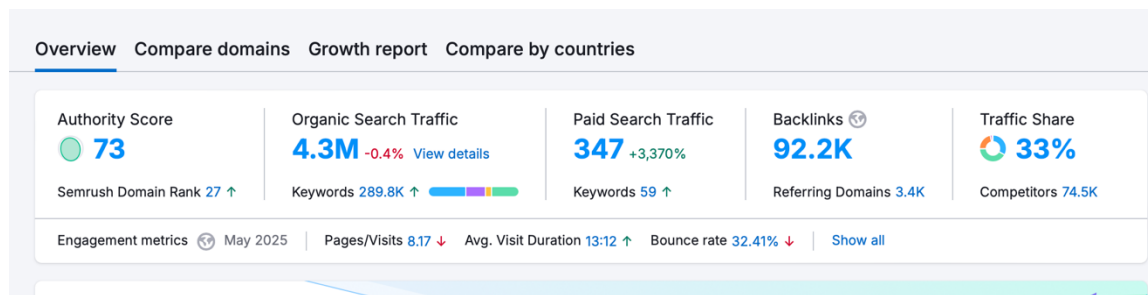 Overview Compare domains Growth report Compare by countries
Authority Score
73
Semrush Domain Rank 27 ↑
Organic Search Traffic
4.3M -0.4% View details
Keywords 289.8K ↑
Paid Search Traffic
347 +3,370%
Keywords 59 ↑
Backlinks
92.2K
Referring Domains 3.4K
Traffic Share
33%
Competitors 74.5K
Engagement metrics May 2025 Pages/Visits 8.17 ↓ Avg. Visit Duration 13:12 ↑ Bounce rate 32.41% ↓ Show all